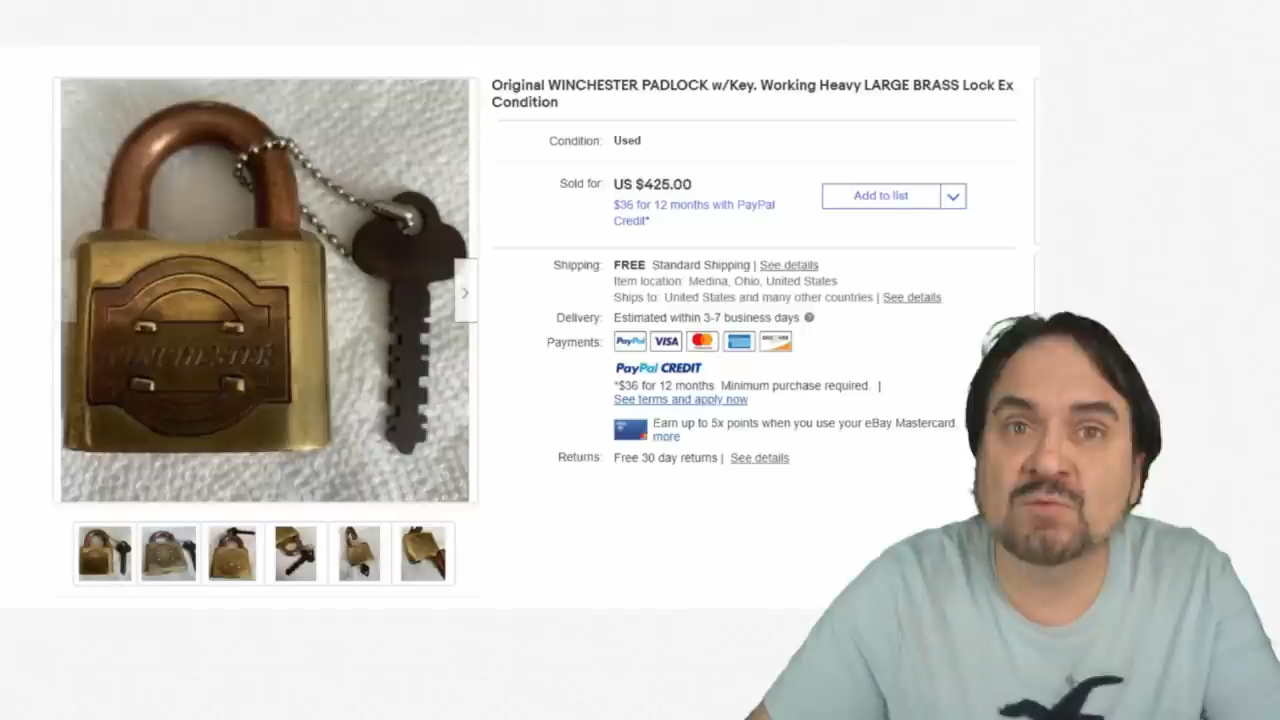 Original WINCHESTER PADLOCK w/Key. Working Heavy LARGE BRASS Lock Ex
Condition
Condition: Used
Sold for: US $425.00
Add to list
$36 for 12 months with PayPal
Credit*
Shipping: FREE Standard Shipping | See details
Item location: Medina, Ohio, United States
Ships to: United States and many other countries | See details
Delivery: Estimated within 3-7 business days
Payments: PayPal VISA MasterCard DISCOVER
PayPal CREDIT
*$36 for 12 months. Minimum purchase required. |
See terms and apply now
Earn up to 5x points when you use your eBay Mastercard.
more
Returns: Free 30 day returns | See details
WINCHESTER